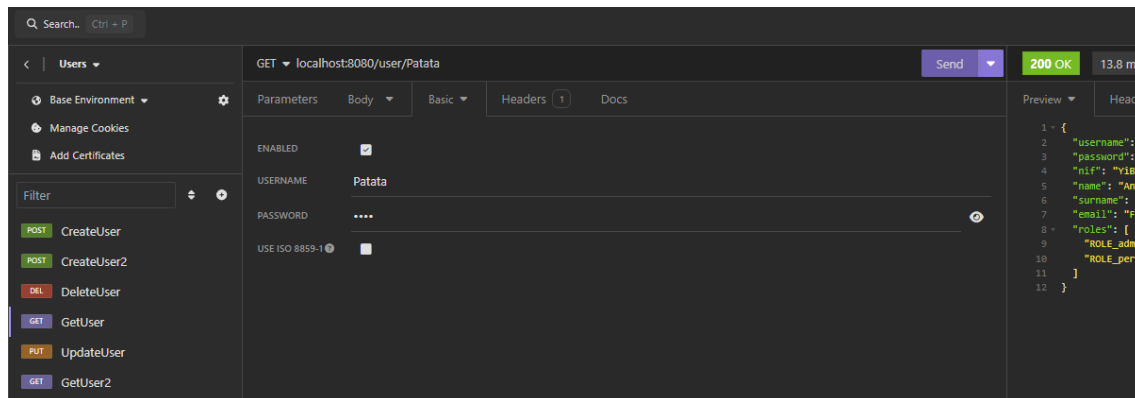 Search.. Ctrl + P
Users
Base Environment
Manage Cookies
Add Certificates
Filter
POST CreateUser
POST CreateUser2
DEL DeleteUser
GET GetUser
PUT UpdateUser
GET GetUser2
GET localhost:8080/user/Patata Send
Parameters Body Basic Headers 1 Docs
ENABLED
USERNAME Patata
PASSWORD ••••
USE ISO 8859-1
200 OK 13.8 m
Preview Head
1 {
2 "username":
3 "password":
4 "nif": "YiB
5 "name": "An
6 "surname":
7 "email": "F
8 "roles": [
9 "ROLE_adm
10 "ROLE_per
11 ]
12 }